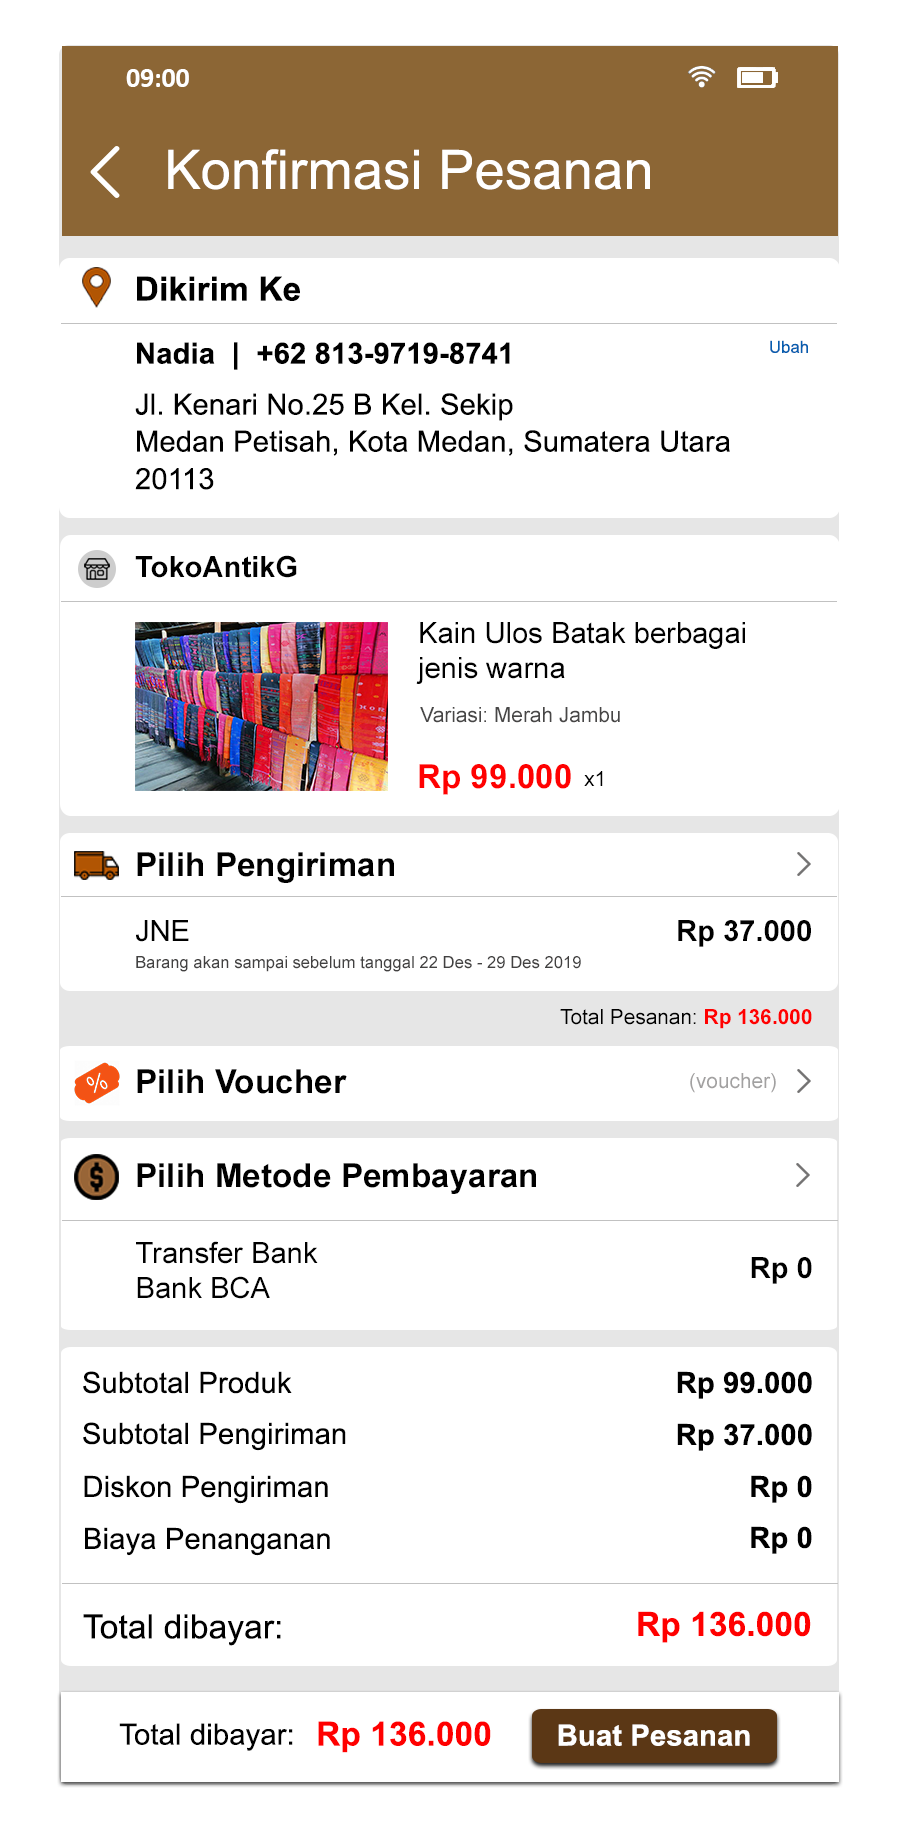 09:00
Konfirmasi Pesanan
Dikirim Ke
Nadia | +62 813-9719-8741
Ubah
Jl. Kenari No.25 B Kel. Sekip
Medan Petisah, Kota Medan, Sumatera Utara
20113
TokoAntikG
Kain Ulos Batak berbagai
jenis warna
Variasi: Merah Jambu
Rp 99.000 x1
Pilih Pengiriman
JNE Rp 37.000
Barang akan sampai sebelum tanggal 22 Des - 29 Des 2019
Total Pesanan: Rp 136.000
% Pilih Voucher (voucher)
$ Pilih Metode Pembayaran
Transfer Bank
Bank BCA
Rp 0
Subtotal Produk Rp 99.000
Subtotal Pengiriman Rp 37.000
Diskon Pengiriman Rp 0
Biaya Penanganan Rp 0
Total dibayar: Rp 136.000
Total dibayar: Rp 136.000 Buat Pesanan